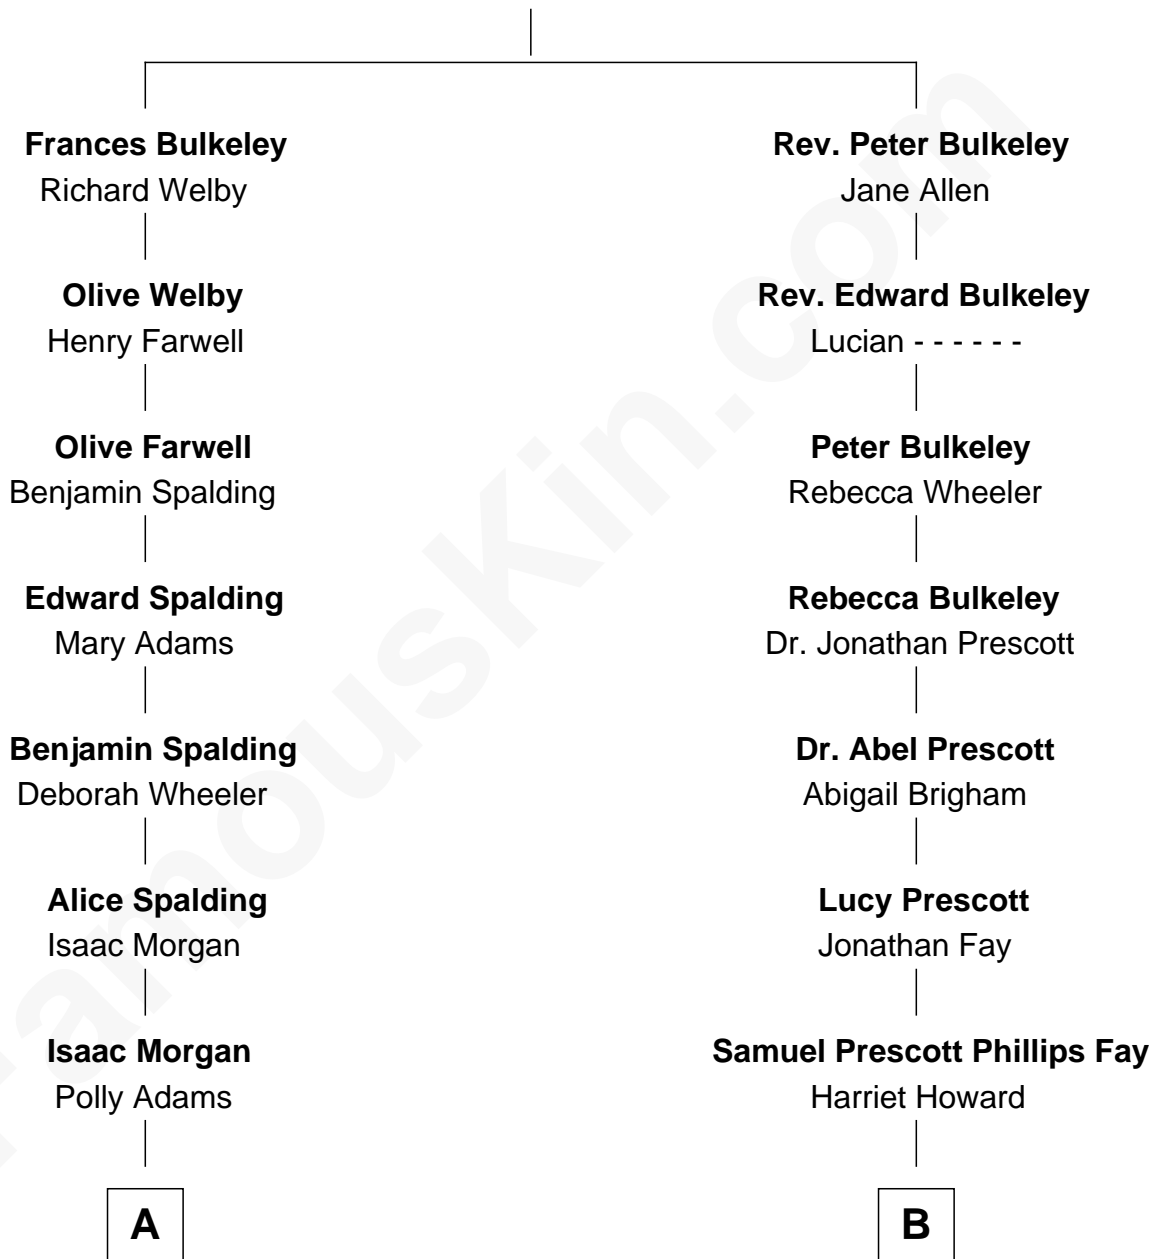 Frances Bulkeley
Richard Welby
Olive Welby
Henry Farwell
Olive Farwell
Benjamin Spalding
Edward Spalding
Mary Adams
Benjamin Spalding
Deborah Wheeler
Alice Spalding
Isaac Morgan
Isaac Morgan
Polly Adams
A
Rev. Peter Bulkeley
Jane Allen
Rev. Edward Bulkeley
Lucian - - - - - -
Peter Bulkeley
Rebecca Wheeler
Rebecca Bulkeley
Dr. Jonathan Prescott
Dr. Abel Prescott
Abigail Brigham
Lucy Prescott
Jonathan Fay
Samuel Prescott Phillips Fay
Harriet Howard
B
FamousKin.com